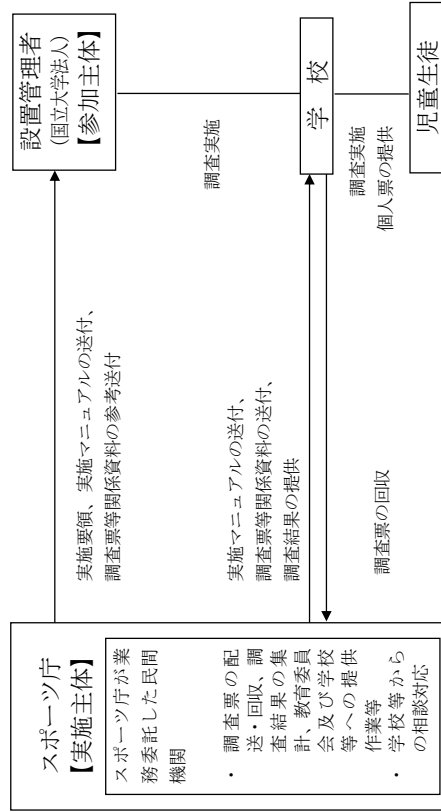 スポーツ庁
【実施主体】
スポーツ庁が業
務委託した民間
機関
・ 調査票の配
送・回収、調
査結果の集
計、教育委員
会及び学校
等への提供
作業等
・ 学校等から
の相談対応
実施要領、実施マニュアルの送付、
調査票等関係資料の参考送付
実施マニュアルの送付、
調査票等関係資料の送付、
調査結果の提供
調査票の回収
設置管理者
(国立大学法人)
【参加主体】
調査実施
学 校
調査実施
個人票の提供
児童生徒